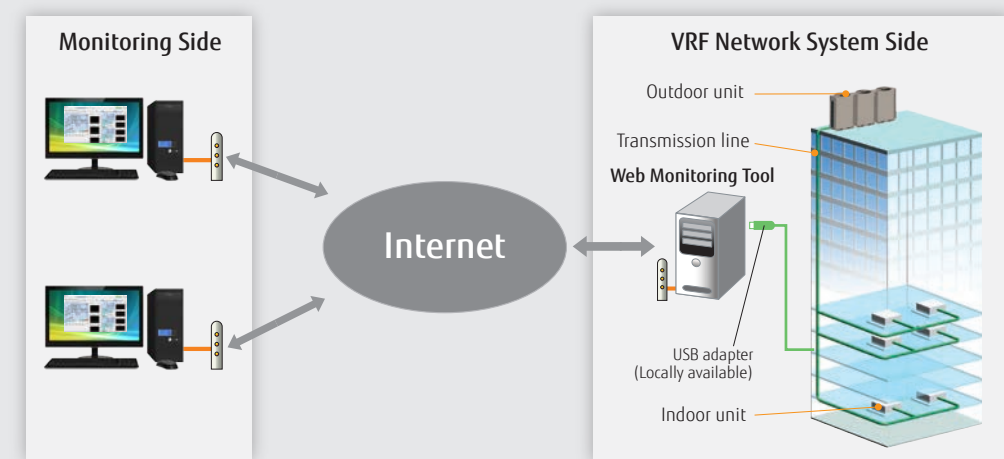 Monitoring Side
Internet
VRF Network System Side
Outdoor unit
Transmission line
Web Monitoring Tool
USB adapter
(Locally available)
Indoor unit